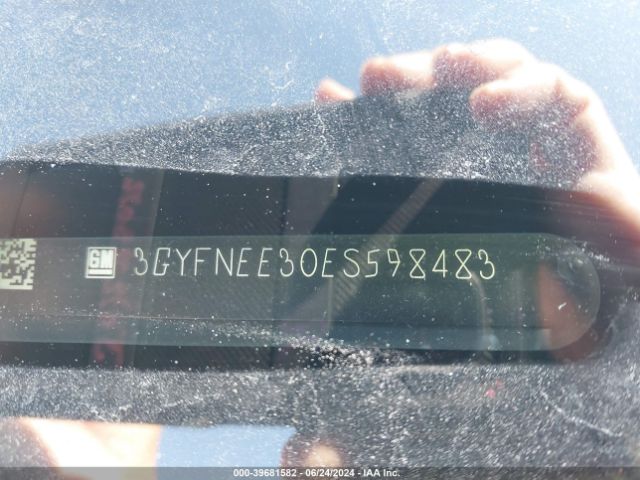 GM 3GYFNEE30ES598483
000-39681582 - 06/24/2024 - IAA Inc.